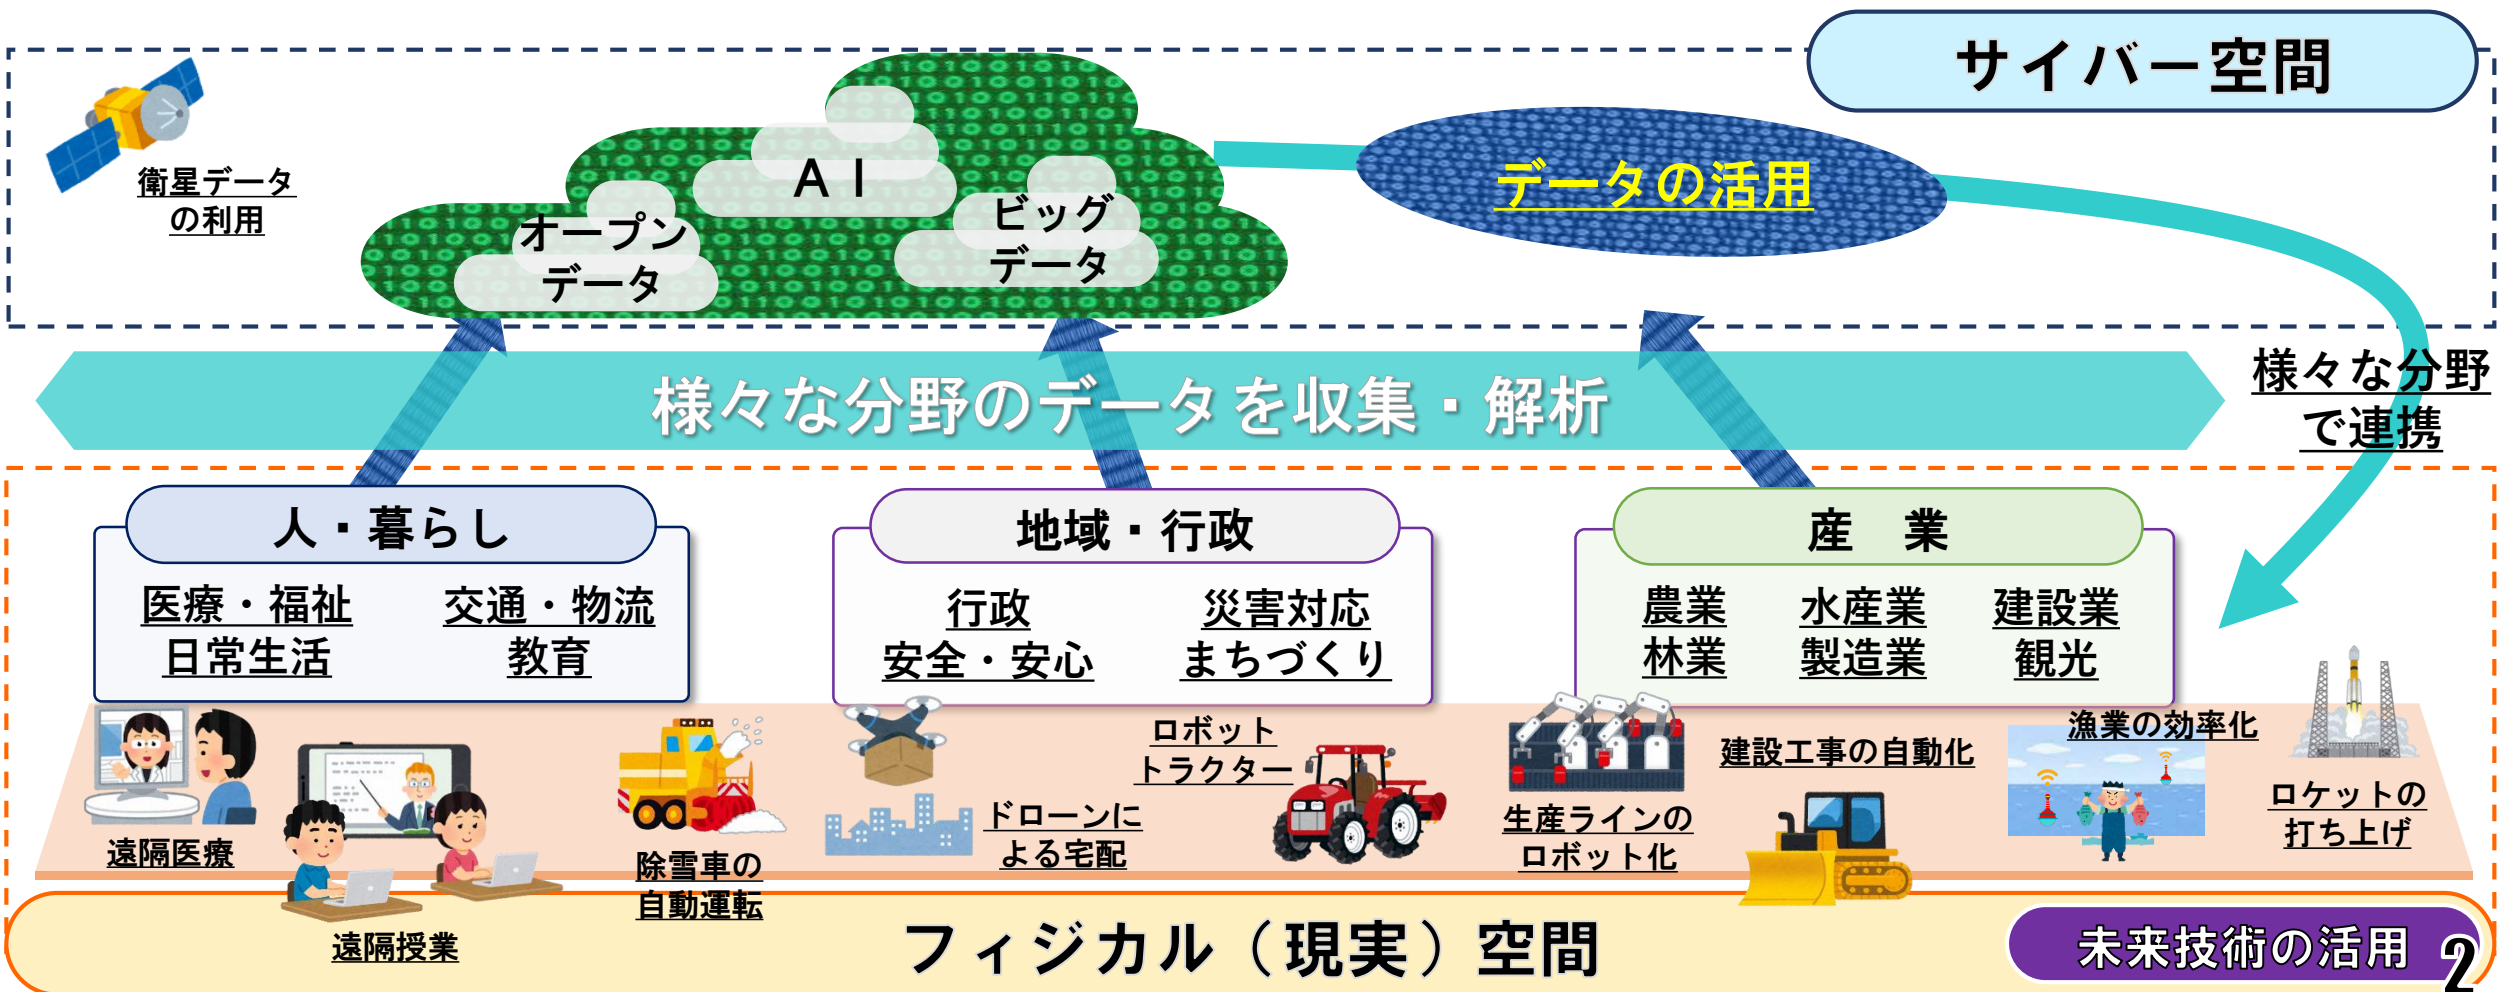 サイバー空間
衛星データ
の利用
AI
オープン
データ
ビッグ
データ
データの活用
様々な分野のデータを収集・解析
様々な分野
で連携
人・暮らし
医療・福祉 交通・物流
日常生活 教育
地域・行政
行政 災害対応
安全・安心 まちづくり
産 業
農業 水産業 建設業
林業 製造業 観光
遠隔医療
遠隔授業
除雪車の
自動運転
ドローンに
よる宅配
ロボット
トラクター
生産ラインの
ロボット化
建設工事の自動化
漁業の効率化
ロケットの
打ち上げ
フィジカル（現実）空間
未来技術の活用
2